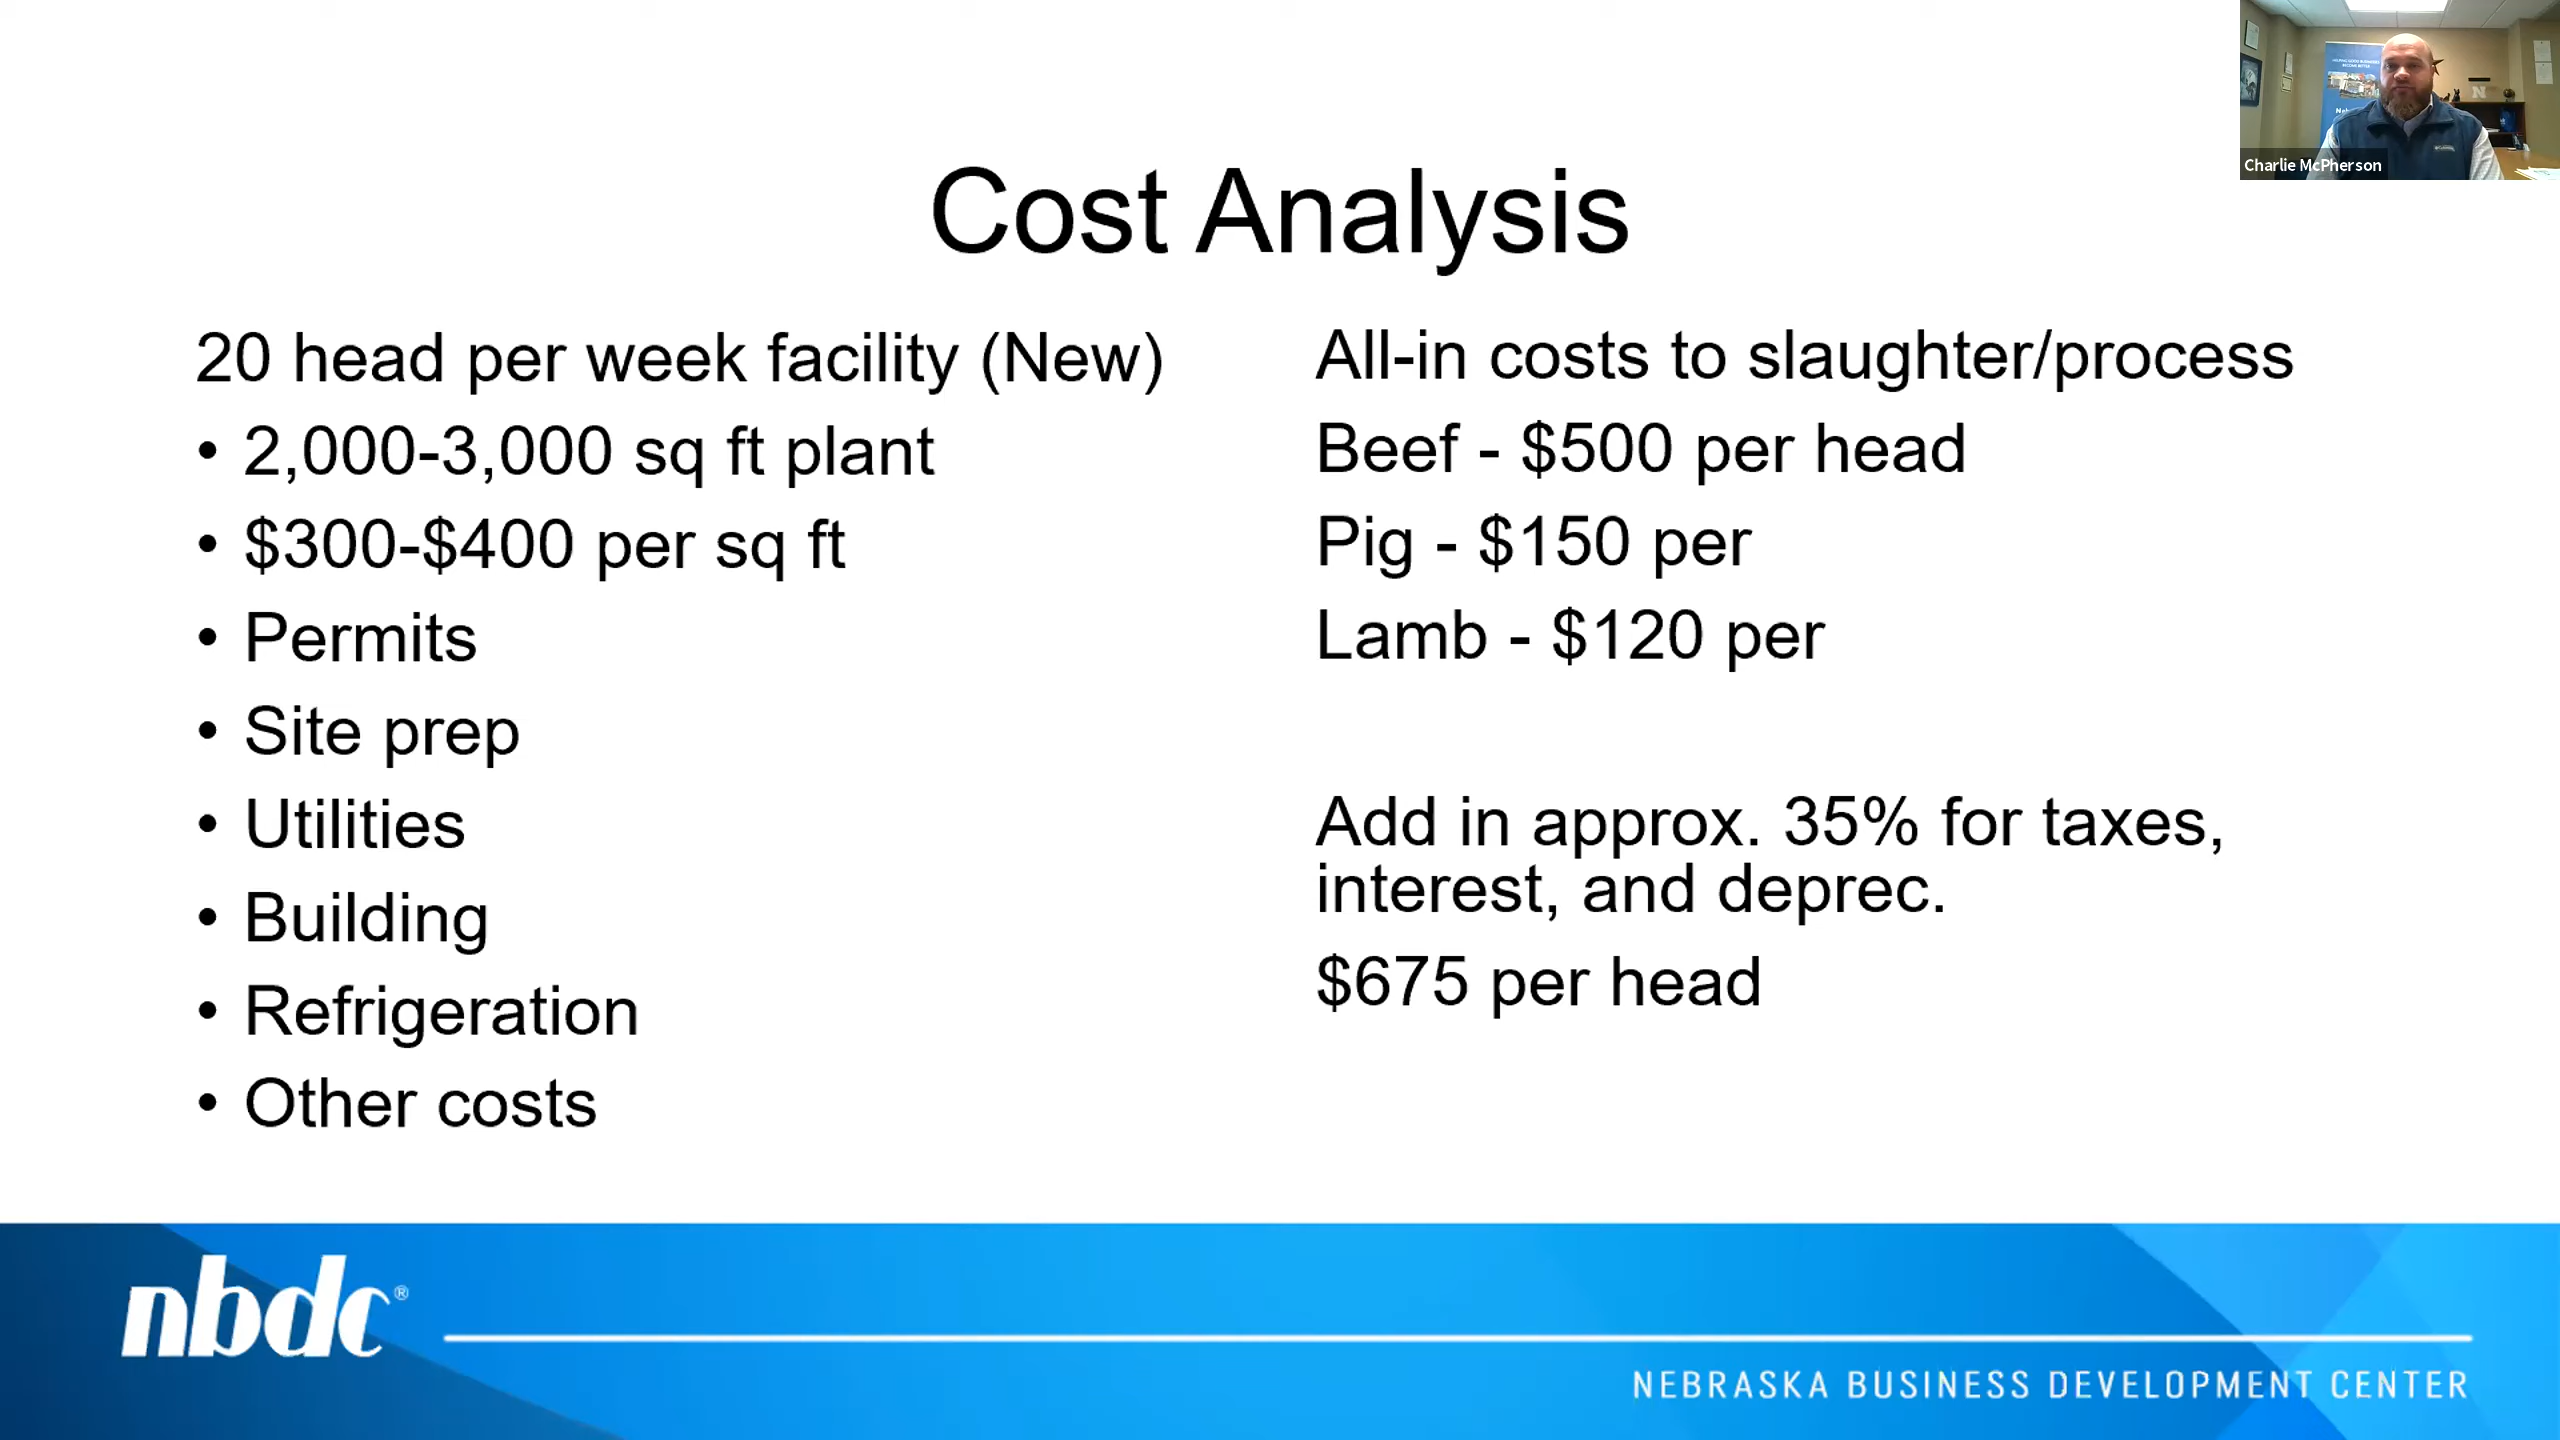 Cost Analysis
20 head per week facility (New)
• 2,000-3,000 sq ft plant
• $300-$400 per sq ft
• Permits
• Site prep
• Utilities
• Building
• Refrigeration
• Other costs
All-in costs to slaughter/process
Beef - $500 per head
Pig - $150 per
Lamb - $120 per
Add in approx. 35% for taxes,
interest, and deprec.
$675 per head
Charlie McPherson
N
nbdc®
NEBRASKA BUSINESS DEVELOPMENT CENTER